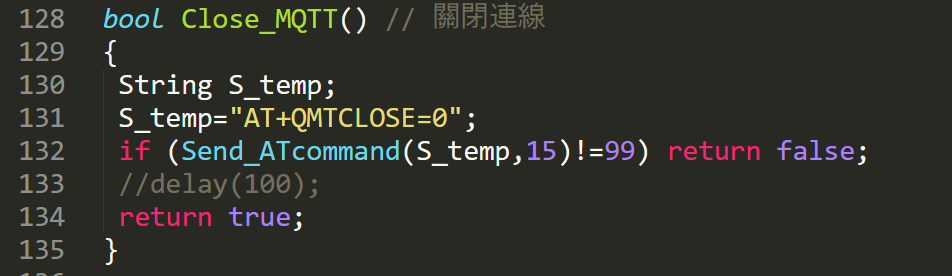 128 bool Close_MQTT() // 關閉連線
129 {
130 String S_temp;
131 S_temp="AT+QMTCLOSE=0";
132 if (Send_ATcommand(S_temp,15)!=99) return false;
133 //delay(100);
134 return true;
135 }